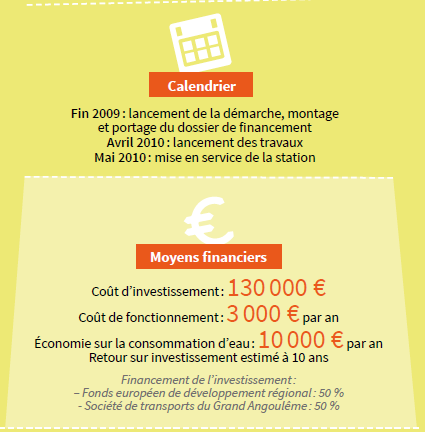 Calendrier
Fin 2009 : lancement de la démarche, montage
et portage du dossier de financement
Avril 2010 : lancement des travaux
Mai 2010 : mise en service de la station
€
Moyens financiers
Coût d'investissement : 130 000 €
Coût de fonctionnement : 3 000 € par an
Économie sur la consommation d'eau : 10 000 € par an
Retour sur investissement estimé à 10 ans
Financement de l'investissement :
– Fonds européen de développement régional : 50 %
- Société de transports du Grand Angoulême : 50 %